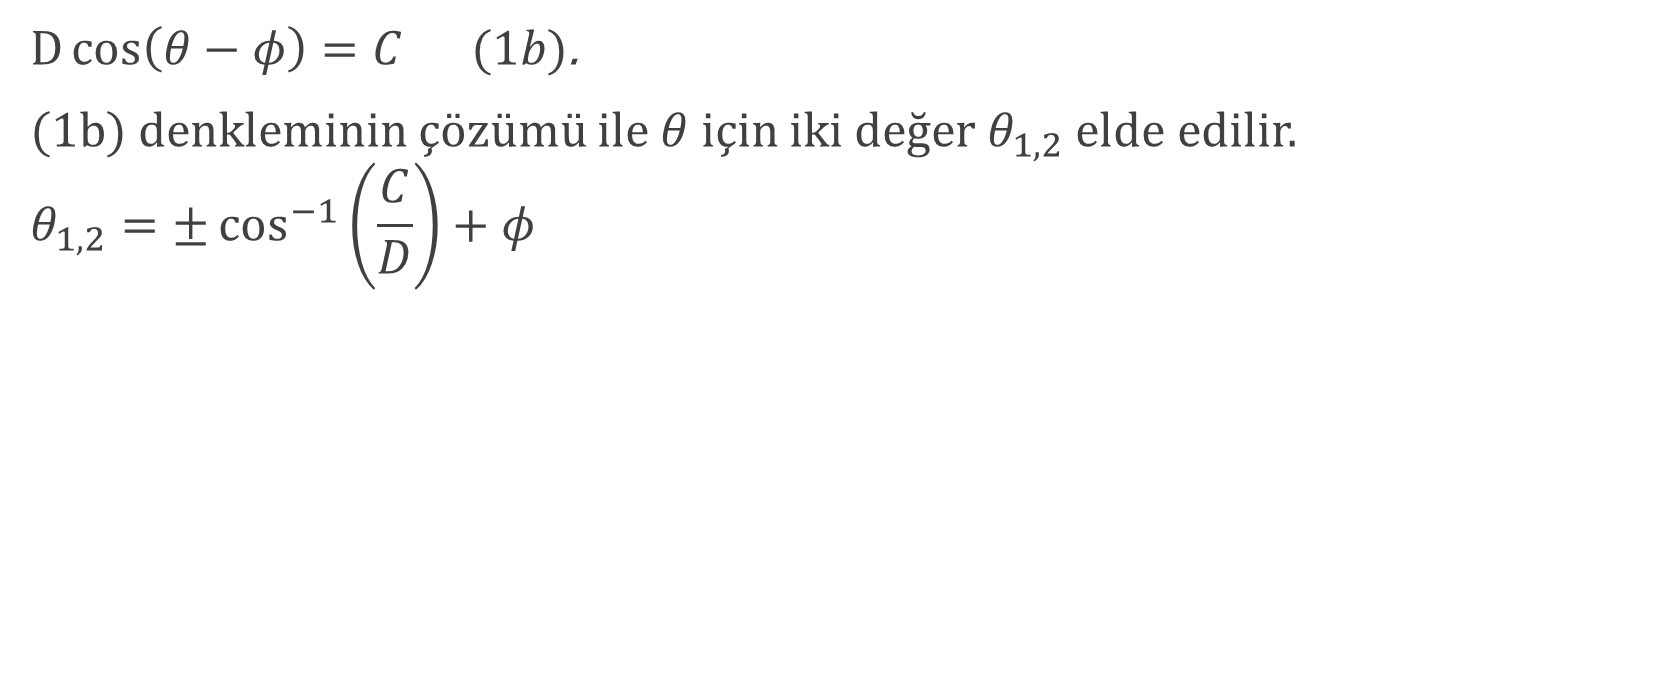 D cos(θ − ϕ) = C (1b).
(1b) denkleminin çözümü ile θ için iki değer θ₁,₂ elde edilir.
θ₁,₂ = ± cos⁻¹ (C/D) + ϕ